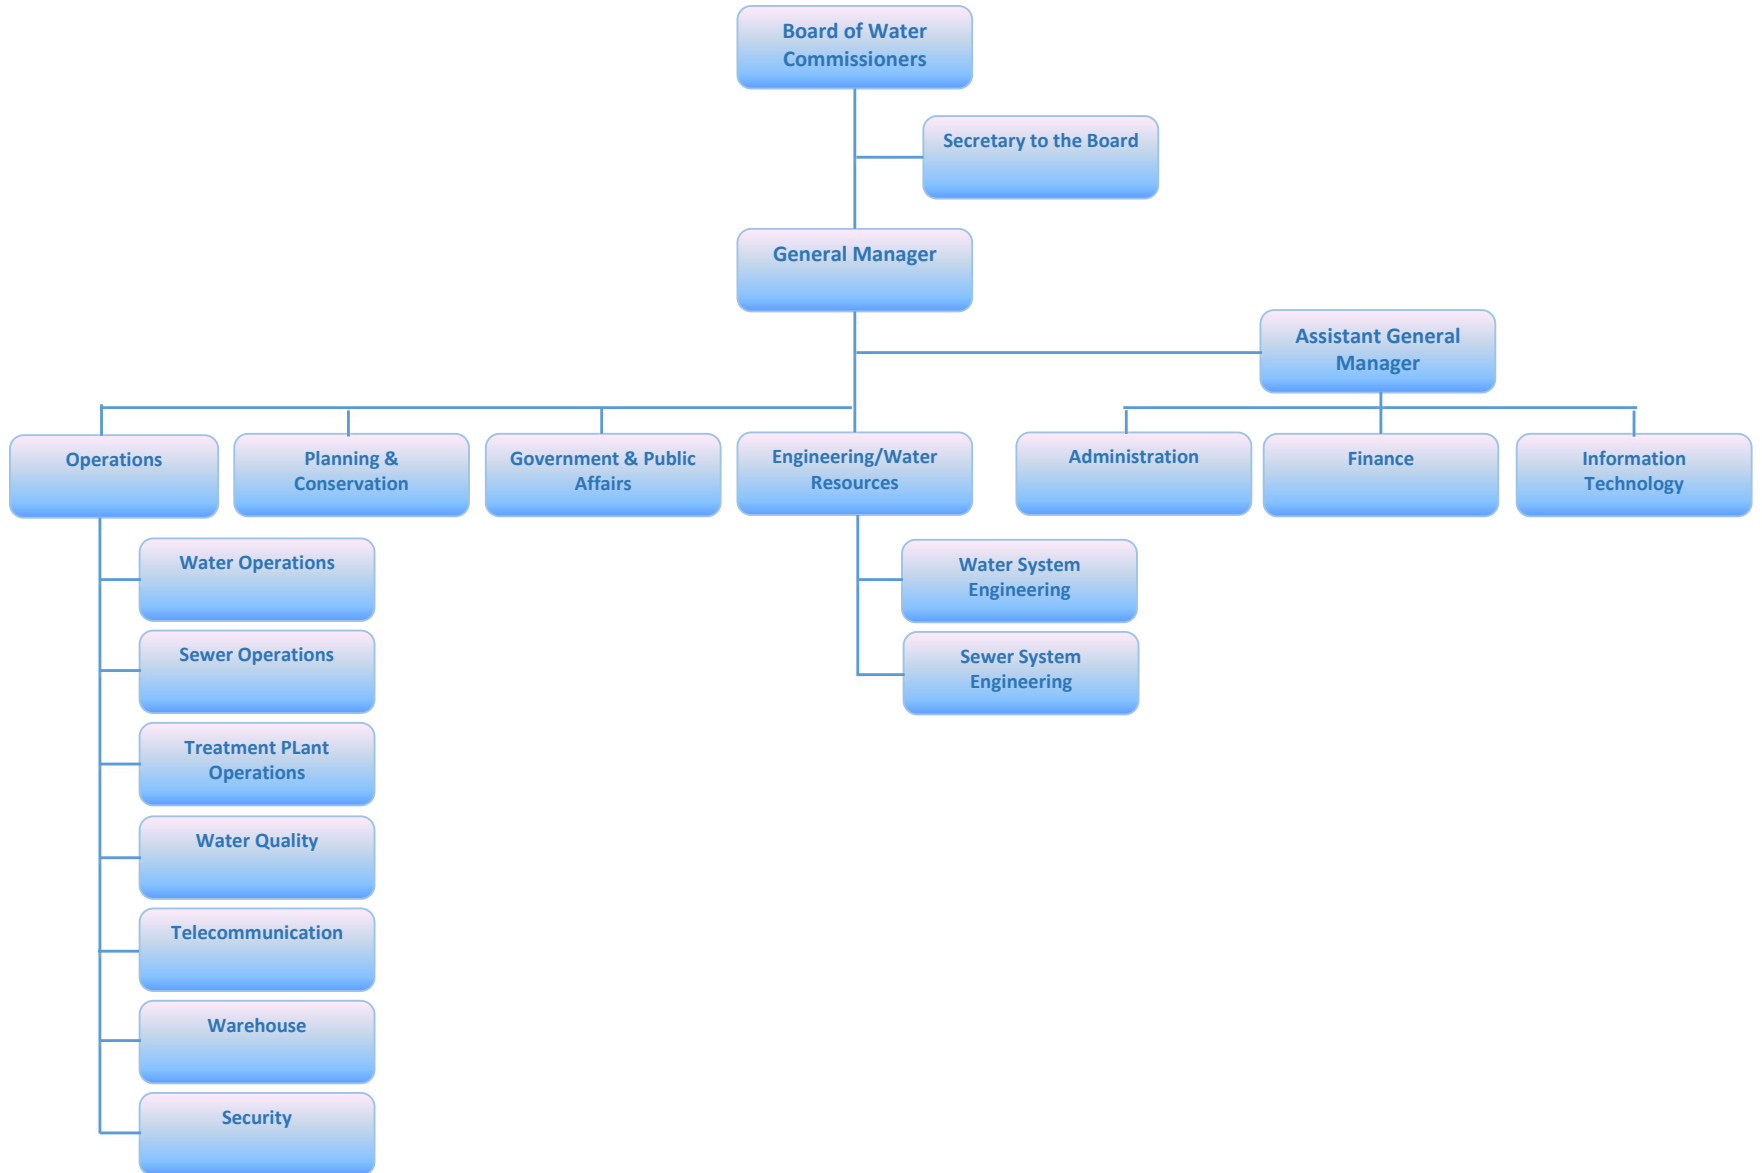 Board of Water
Commissioners
Secretary to the Board
General Manager
Assistant General
Manager
Operations
Planning &
Conservation
Government & Public
Affairs
Engineering/Water
Resources
Administration
Finance
Information
Technology
Water Operations
Sewer Operations
Treatment PLant
Operations
Water Quality
Telecommunication
Warehouse
Security
Water System
Engineering
Sewer System
Engineering